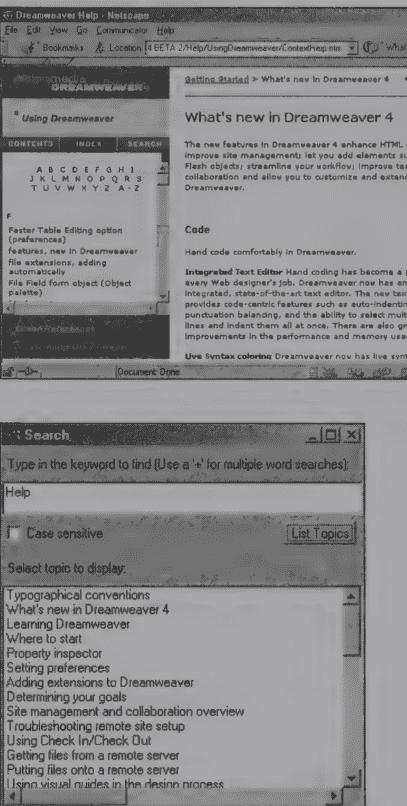 Dreamweaver Help - Netscape
File Edit View Go Communicator Help
Bookmarks Location 4 BETA 2/Help/UsingDreamweaver/ContextHelp.htm What'
DREAMWEAVER
Using Dreamweaver
CONTENTS INDEX SEARCH
A B C D E F G H I
J K L M N O P Q R S
T U V W X Y Z A-Z
F
Faster Table Editing option
(preferences)
features, new in Dreamweaver
file extensions, adding
automatically
File Field form object (Object
palette)
Document: Done
Getting Started > What's new in Dreamweaver 4
What's new in Dreamweaver 4
The new features in Dreamweaver 4 enhance HTML
improve site management; let you add elements su
Flash objects; streamline your workflow; improve tea
collaboration and allow you to customize and extend
Dreamweaver.
Code
Hand code comfortably in Dreamweaver.
Integrated Text Editor Hand coding has become a p
every Web designer's job. Dreamweaver now has an
integrated, state-of-the-art text editor. The new text
provides code-centric features such as auto-indentin
punctuation balancing, and the ability to select mult
lines and indent them all at once. There are also gr
improvements in the performance and memory usa
Live Syntax coloring Dreamweaver now has live synt
Search
Type in the keyword to find (Use a '+' for multiple word searches):
Help
Case sensitive
List Topics
Select topic to display:
Typographical conventions
What's new in Dreamweaver 4
Learning Dreamweaver
Where to start
Property inspector
Setting preferences
Adding extensions to Dreamweaver
Determining your goals
Site management and collaboration overview
Troubleshooting remote site setup
Using Check In/Check Out
Getting files from a remote server
Putting files onto a remote server
Using visual guides in the design process